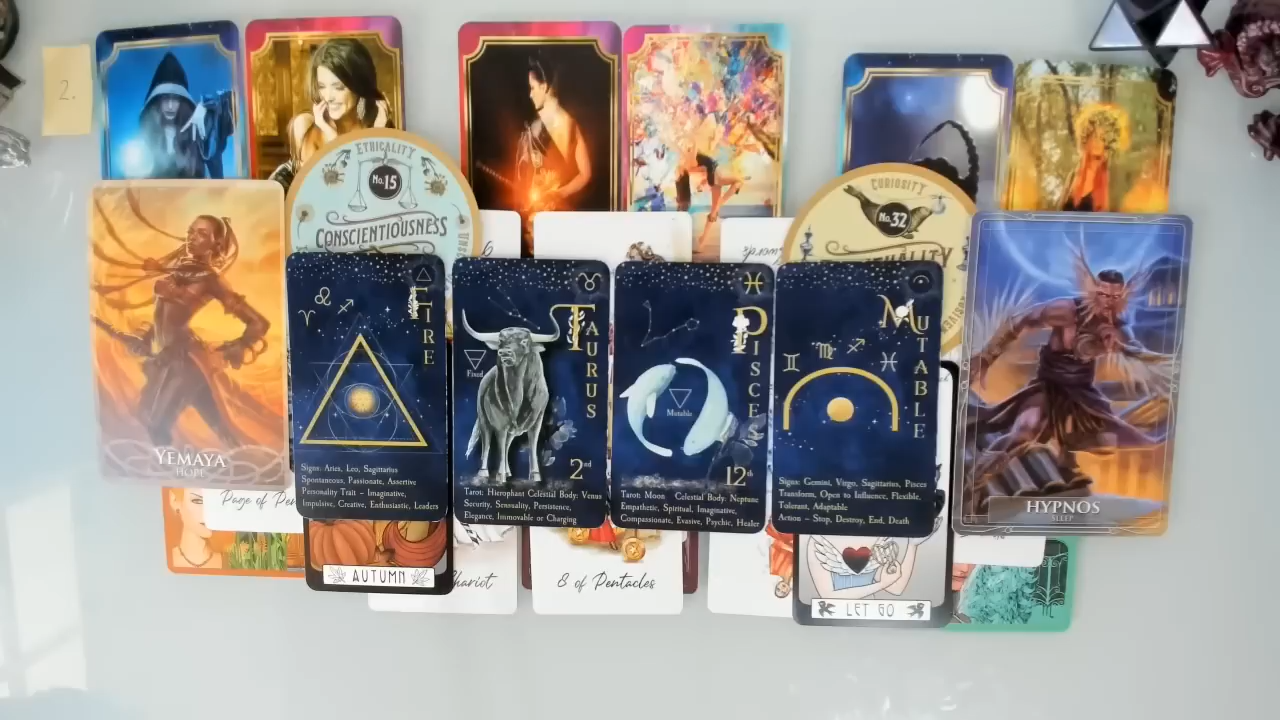 2.
ETHICALITY
No.15
CONSCIENTIOUSNESS
CURIOSITY
No.32
FIRE
Signs: Aries, Leo, Sagittarius
Spontaneous, Passionate, Assertive
Personality Trait - Imaginative,
Impulsive, Creative, Enthusiastic, Leaders
TAURUS
Fixed
2nd
Tarot: Hierophant Celestial Body: Venus
Security, Sensuality, Persistence,
Elegance, Immovable or Charging
PISCES
Mutable
12th
Tarot: Moon Celestial Body: Neptune
Empathetic, Spiritual, Imaginative,
Compassionate, Evasive, Psychic, Healer
MUTABLE
Signs: Gemini, Virgo, Sagittarius, Pisces
Transform, Open to Influence, Flexible,
Tolerant, Adaptable
Action - Stop, Destroy, End, Death
YEMAYA
HOPE
HYPNOS
SLEEP
Page of Pen
AUTUMN
hariot
8 of Pentacles
LET GO